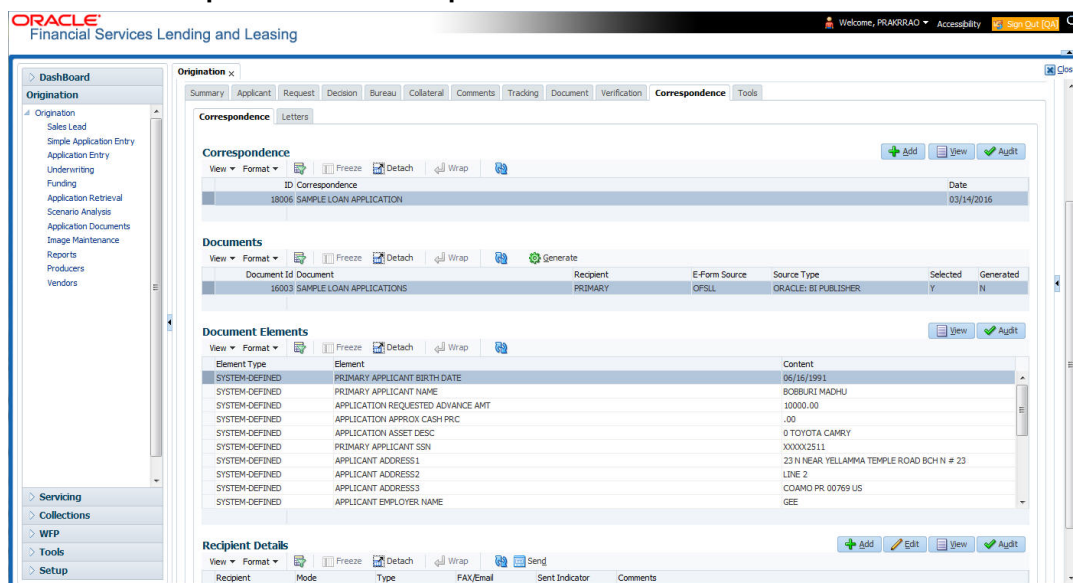 ORACLE
Financial Services Lending and Leasing
Welcome, PRAKRRAO Accessibility Sign Out [QA]
Close
DashBoard
Origination
Origination
Sales Lead
Simple Application Entry
Application Entry
Underwriting
Funding
Application Retrieval
Scenario Analysis
Application Documents
Image Maintenance
Reports
Producers
Vendors
Servicing
Collections
WFP
Tools
Setup
Origination x
Summary Applicant Request Decision Bureau Collateral Comments Tracking Document Verification Correspondence Tools
Correspondence Letters
Correspondence Add View Audit
View Format Freeze Detach Wrap
ID Correspondence Date
18006 SAMPLE LOAN APPLICATION 03/14/2016
Documents
View Format Freeze Detach Wrap Generate
Document Id Document Recipient E-Form Source Source Type Selected Generated
16003 SAMPLE LOAN APPLICATIONS PRIMARY OFSLL ORACLE: BI PUBLISHER Y N
Document Elements View Audit
View Format Freeze Detach Wrap
Element Type Element Content
SYSTEM-DEFINED PRIMARY APPLICANT BIRTH DATE 06/16/1991
SYSTEM-DEFINED PRIMARY APPLICANT NAME BOBBURI MADHU
SYSTEM-DEFINED APPLICATION REQUESTED ADVANCE AMT 10000.00
SYSTEM-DEFINED APPLICATION APPROX CASH PRC .00
SYSTEM-DEFINED APPLICATION ASSET DESC 0 TOYOTA CAMRY
SYSTEM-DEFINED PRIMARY APPLICANT SSN XXXXX2511
SYSTEM-DEFINED APPLICANT ADDRESS1 23 N NEAR YELLAMMA TEMPLE ROAD BCH N # 23
SYSTEM-DEFINED APPLICANT ADDRESS2 LINE 2
SYSTEM-DEFINED APPLICANT ADDRESS3 COAMO PR 00769 US
SYSTEM-DEFINED APPLICANT EMPLOYER NAME GEE
Recipient Details Add Edit View Audit
View Format Freeze Detach Wrap Send
Recipient Mode Type FAX/Email Sent Indicator Comments